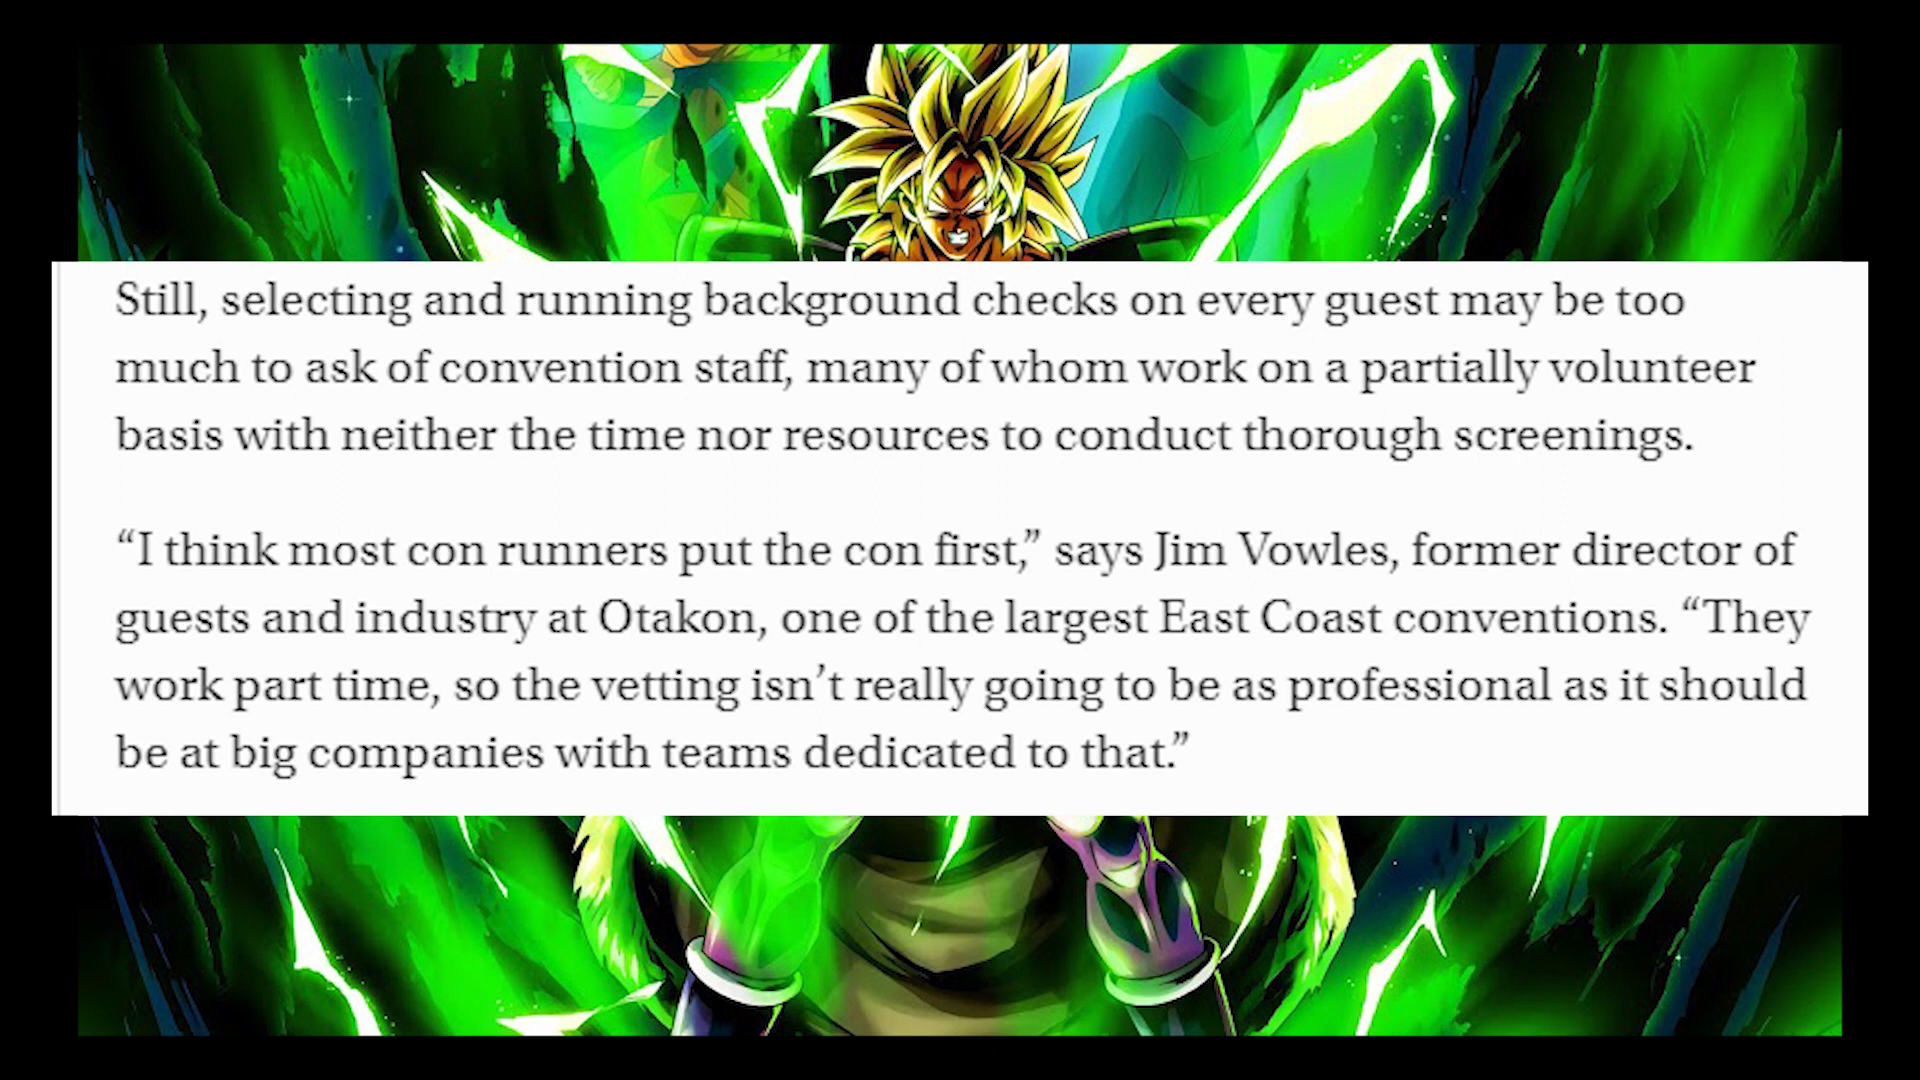 Still, selecting and running background checks on every guest may be too
much to ask of convention staff, many of whom work on a partially volunteer
basis with neither the time nor resources to conduct thorough screenings.
“I think most con runners put the con first,” says Jim Vowles, former director of
guests and industry at Otakon, one of the largest East Coast conventions. “They
work part time, so the vetting isn’t really going to be as professional as it should
be at big companies with teams dedicated to that.”